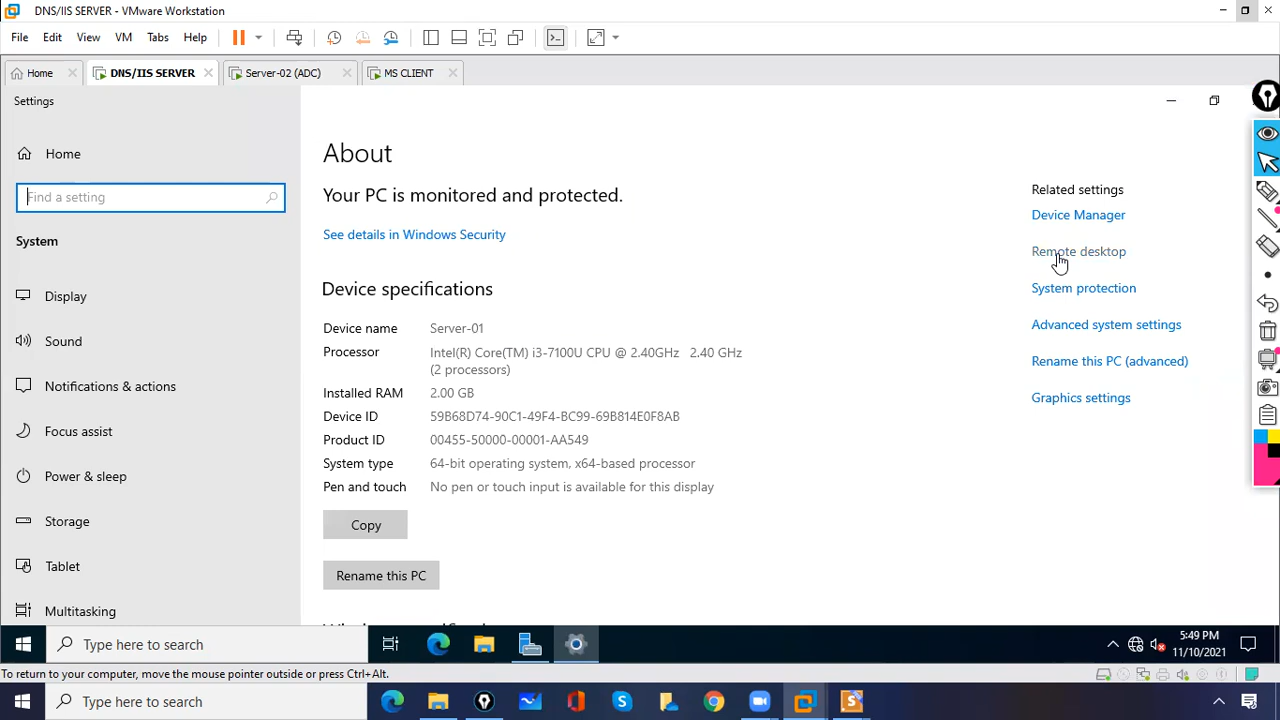 DNS/IIS SERVER - VMware Workstation
File Edit View VM Tabs Help
Home DNS/IIS SERVER Server-02 (ADC) MS CLIENT
Settings
Home
Find a setting
System
Display
Sound
Notifications & actions
Focus assist
Power & sleep
Storage
Tablet
Multitasking
About
Your PC is monitored and protected.
See details in Windows Security
Device specifications
Device name Server-01
Processor Intel(R) Core(TM) i3-7100U CPU @ 2.40GHz 2.40 GHz
(2 processors)
Installed RAM 2.00 GB
Device ID 59B68D74-90C1-49F4-BC99-69B814E0F8AB
Product ID 00455-50000-00001-AA549
System type 64-bit operating system, x64-based processor
Pen and touch No pen or touch input is available for this display
Copy
Rename this PC
Related settings
Device Manager
Remote desktop
System protection
Advanced system settings
Rename this PC (advanced)
Graphics settings
Type here to search
5:49 PM
11/10/2021
To return to your computer, move the mouse pointer outside or press Ctrl+Alt.
Type here to search